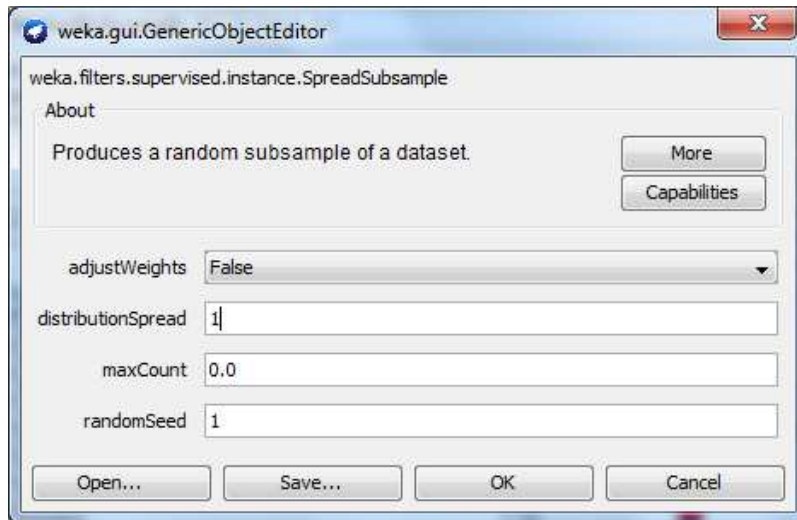 weka.gui.GenericObjectEditor
weka.filters.supervised.instance.SpreadSubsample
About
Produces a random subsample of a dataset.
More
Capabilities
adjustWeights False
distributionSpread 1
maxCount 0.0
randomSeed 1
Open... Save... OK Cancel